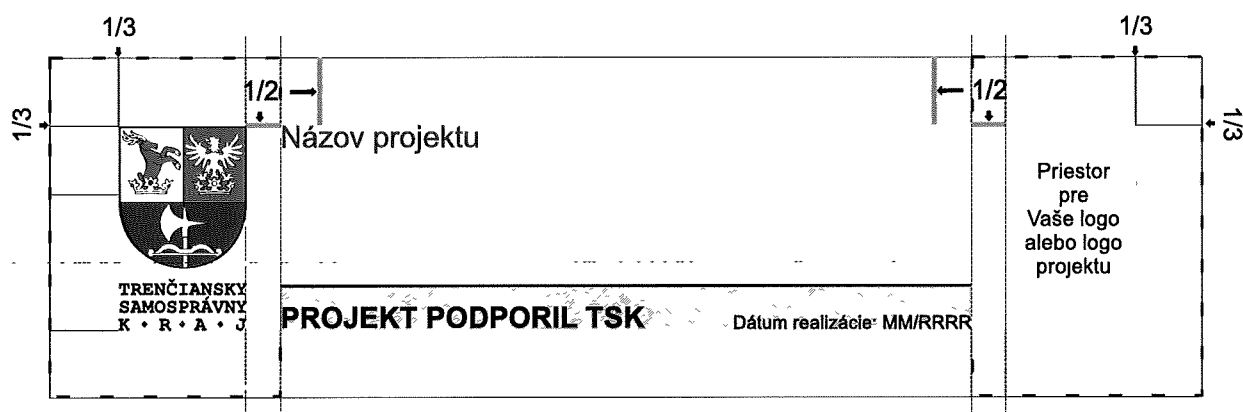 1/3
1/3
1/2
1/2
1/3
1/3
Názov projektu
Priestor
pre
Vaše logo
alebo logo
projektu
TRENČIANSKY
SAMOSPRÁVNY
K · R · A · J
PROJEKT PODPORIL TSK
Dátum realizácie: MM/RRRR